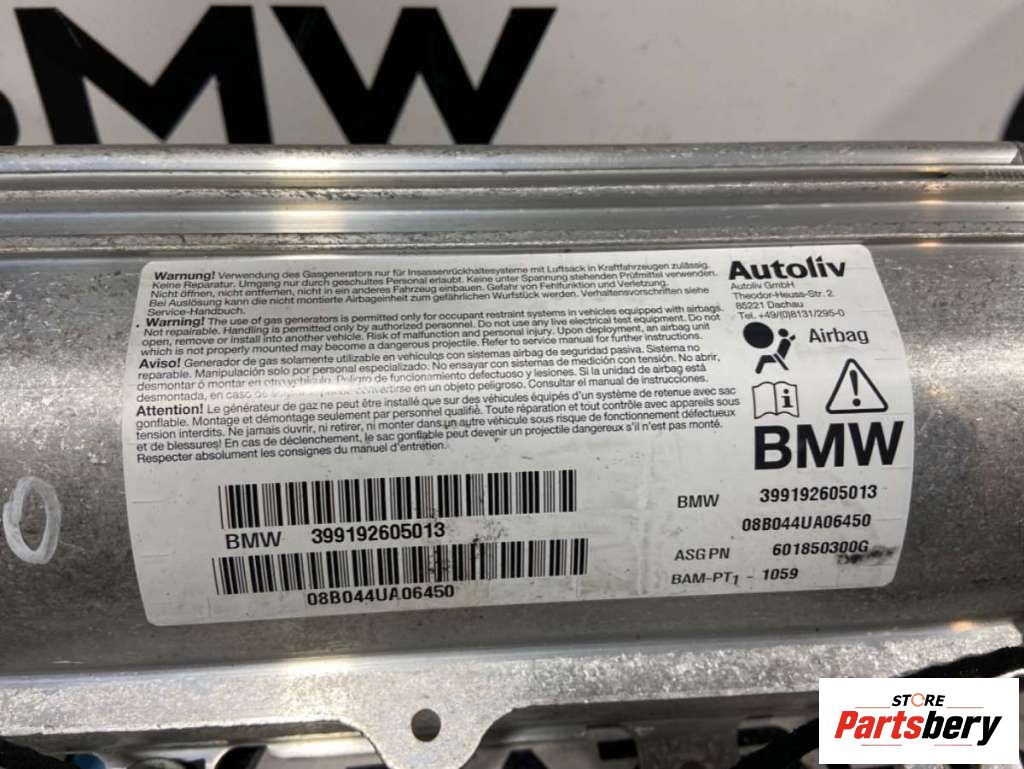 BMW
Warnung! Verwendung des Gasgenerators nur für Insassenrückhaltesysteme mit Luftsack in Kraftfahrzeugen zulässig.
Keine Reparatur. Umgang nur durch geschultes Personal erlaubt. Keine unter Spannung stehenden Prüfmittel verwenden.
Nicht öffnen, nicht entfernen, nicht in ein anderes Fahrzeug einbauen. Gefahr von Fehlfunktion und Verletzung.
Bei Auslösung kann die nicht montierte Airbageinheit zum gefährlichen Wurfstück werden. Verhaltensvorschriften siehe
Service-Handbuch.
Warning! The use of gas generators is permitted only for occupant restraint systems in vehicles equipped with airbags.
Not repairable. Handling is permitted only by authorized personnel. Do not use any live electrical test equipment. Do not
open, remove or install into another vehicle. Risk of malfunction and personal injury. Upon deployment, an airbag unit
which is not properly mounted may become a dangerous projectile. Refer to service manual for further instructions.
Aviso! Generador de gas solamente utilizable en vehículos con sistemas airbag de seguridad pasiva. Sistema no
reparable. Manipulación solo por personal especializado. No ensayar con sistemas de medición con tensión. No abrir,
desmontar ó montar en otro vehículo. Peligro de funcionamiento defectuoso y lesiones. Si la unidad de airbag está
desmontada, en caso de convertirse en un objeto peligroso. Consultar el manual de instrucciones.
Attention! Le générateur de gaz ne peut être installé que sur des véhicules équipés d'un système de retenue avec sac
gonflable. Montage et démontage seulement par personnel qualifié. Toute réparation et tout contrôle avec appareils sous
tension interdits. Ne jamais ouvrir, ni retirer, ni monter dans un autre véhicule sous risque de fonctionnement défectueux
et de blessures! En cas de déclenchement, le sac gonflable peut devenir un projectile dangereux s'il n'est pas monté.
Respecter absolument les consignes du manuel d'entretien.
Autoliv
Autoliv GmbH
Theodor-Heuss-Str. 2
85221 Dachau
Tel. +49/(0)8131/295-0
Airbag
BMW
BMW 399192605013
08B044UA06450
BMW 399192605013
08B044UA06450
ASG PN 601850300G
BAM-PT1 - 1059
STORE
Partsbery